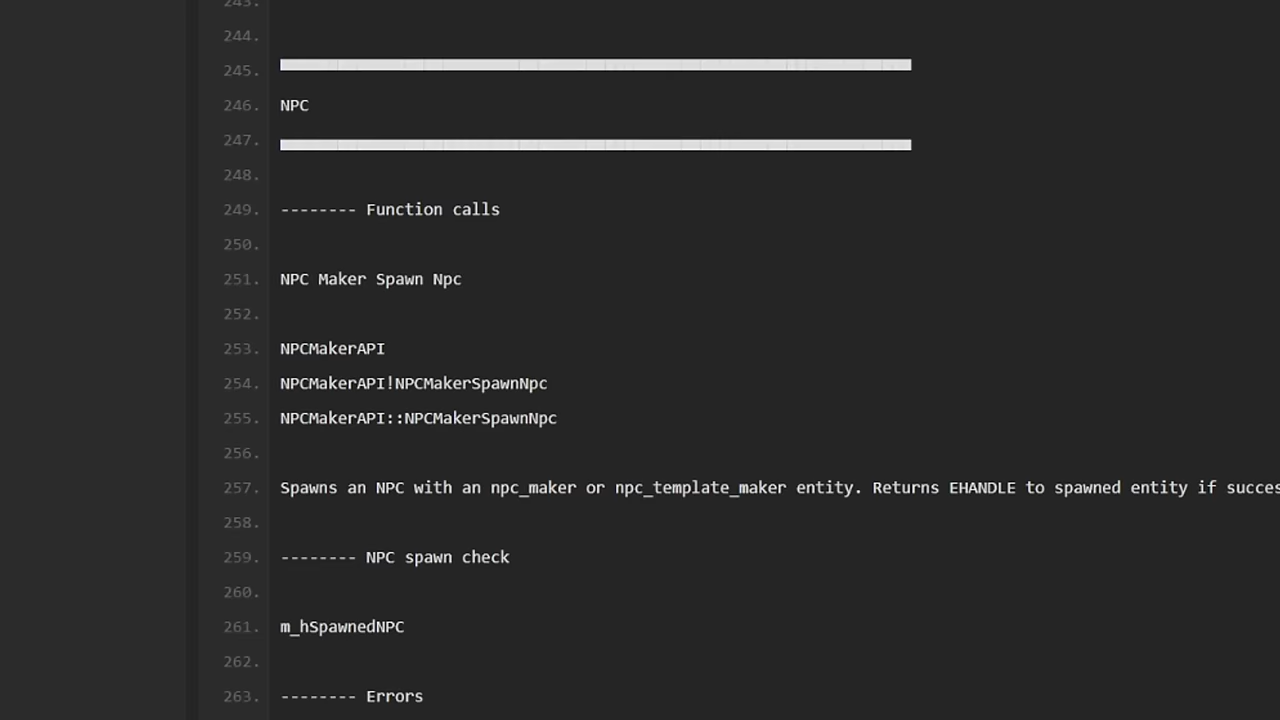 243.
244.
245.
246. NPC
247.
248.
249. -------- Function calls
250.
251. NPC Maker Spawn Npc
252.
253. NPCMakerAPI
254. NPCMakerAPI!NPCMakerSpawnNpc
255. NPCMakerAPI::NPCMakerSpawnNpc
256.
257. Spawns an NPC with an npc_maker or npc_template_maker entity. Returns EHANDLE to spawned entity if succes
258.
259. -------- NPC spawn check
260.
261. m_hSpawnedNPC
262.
263. -------- Errors